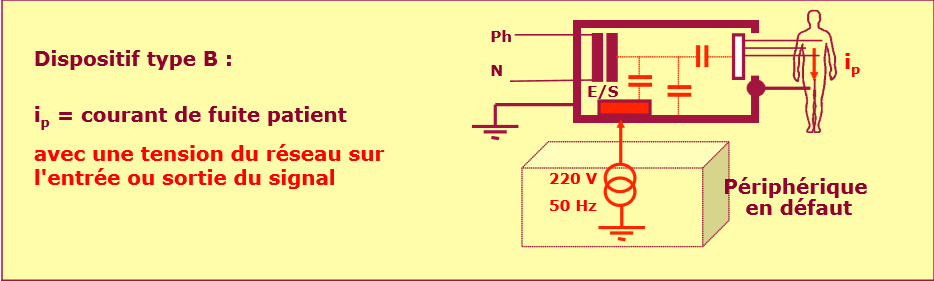 Dispositif type B :
ip = courant de fuite patient
avec une tension du réseau sur
l'entrée ou sortie du signal
Ph
N
E/S
ip
220 V
50 Hz
Périphérique
en défaut